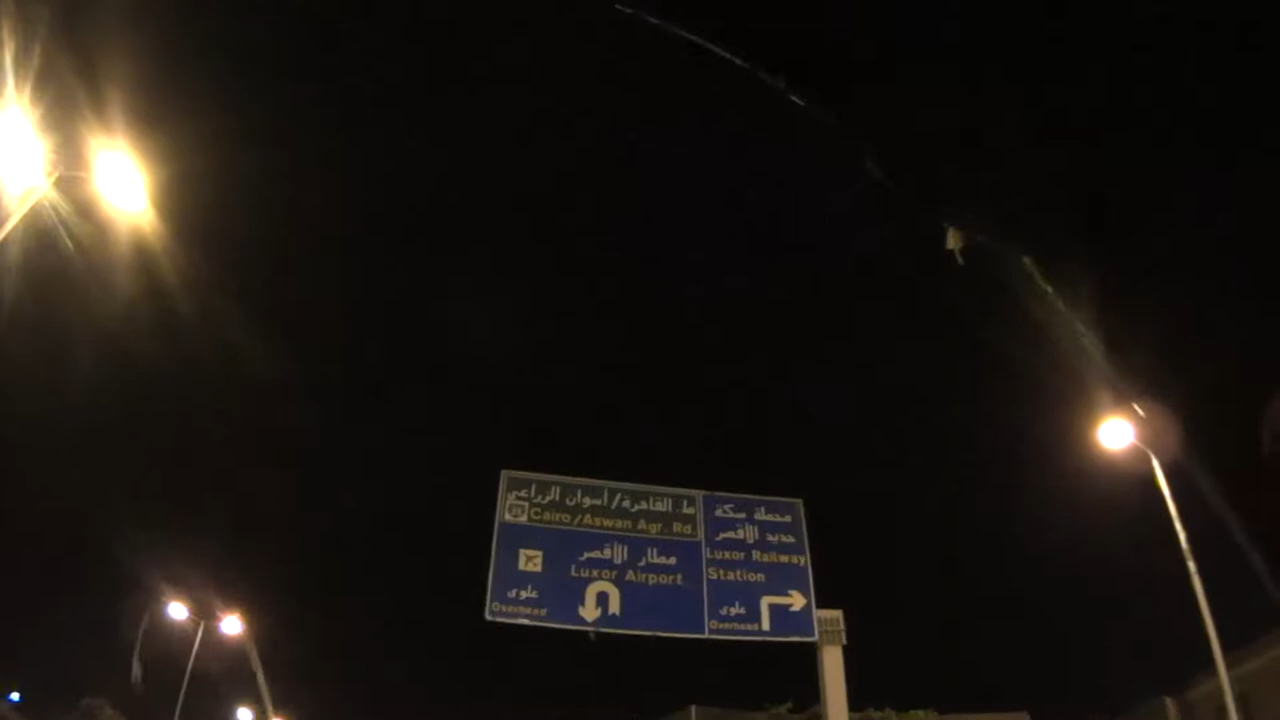 ط. القاهرة/أسوان الزراعي
Cairo/Aswan Agr. Rd.
مطار الأقصر
Luxor Airport
علوى
Overhead
محطة سكة
حديد الأقصر
Luxor Railway
Station
علوى
Overhead